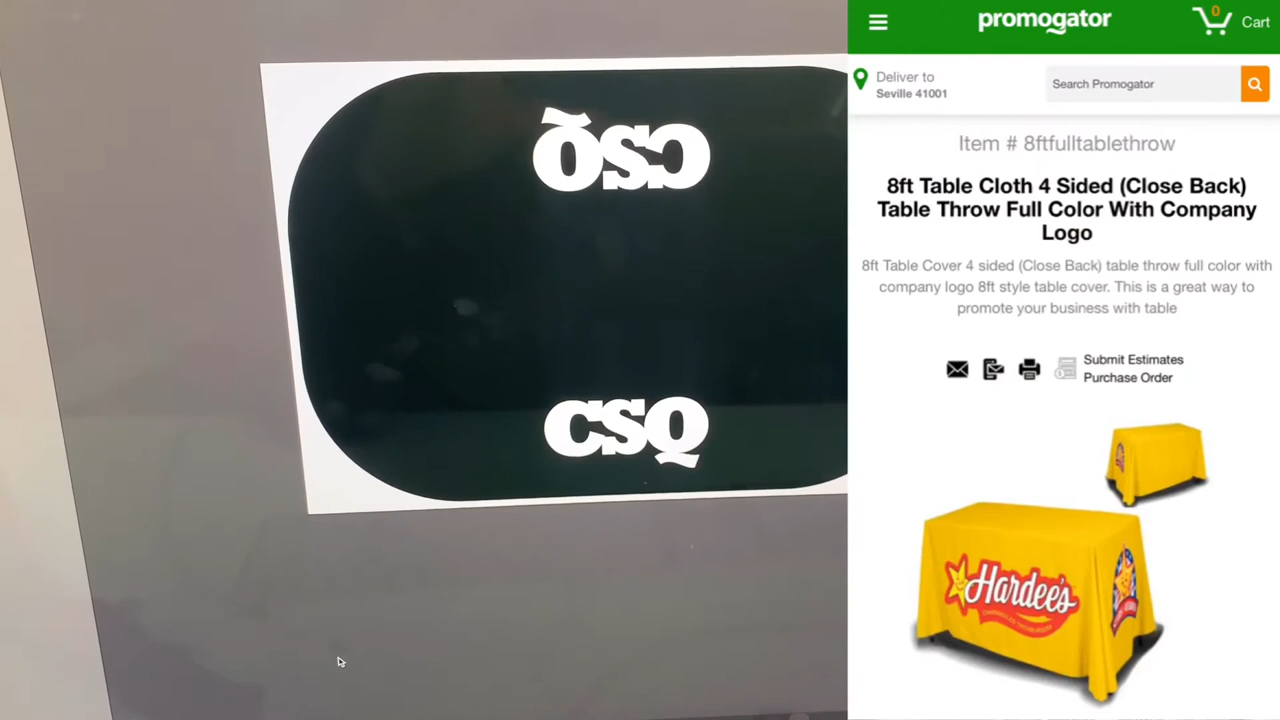 CSQ
CSQ
promogator
0
Cart
Deliver to
Seville 41001
Search Promogator
Item # 8ftfulltablethrow
8ft Table Cloth 4 Sided (Close Back)
Table Throw Full Color With Company
Logo
8ft Table Cover 4 sided (Close Back) table throw full color with
company logo 8ft style table cover. This is a great way to
promote your business with table
Submit Estimates
Purchase Order
Hardee's